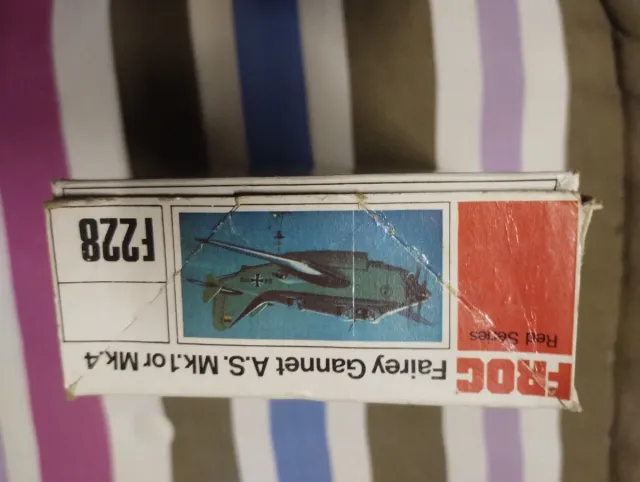 FROG Fairey Gannet A.S. Mk.1 or Mk.4
Red Series
F228